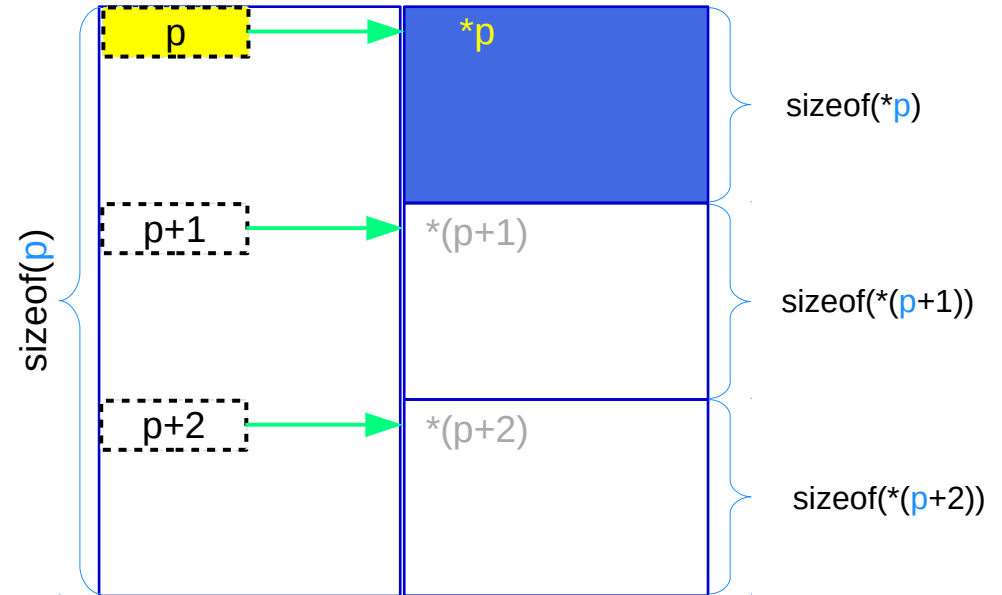 p
*p
sizeof(*p)
p+1
*(p+1)
sizeof(p)
sizeof(*(p+1))
p+2
*(p+2)
sizeof(*(p+2))